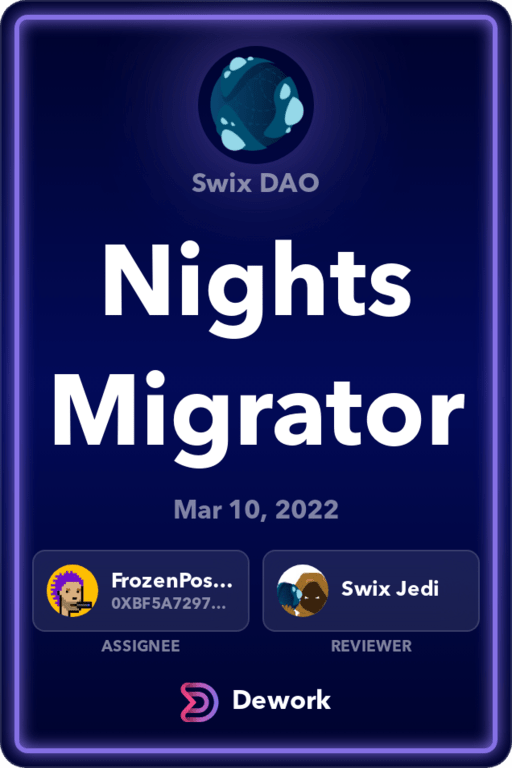 Swix DAO
Nights
Migrator
Mar 10, 2022
FrozenPos...
0XBF5A7297...
Swix Jedi
ASSIGNEE
REVIEWER
Dework